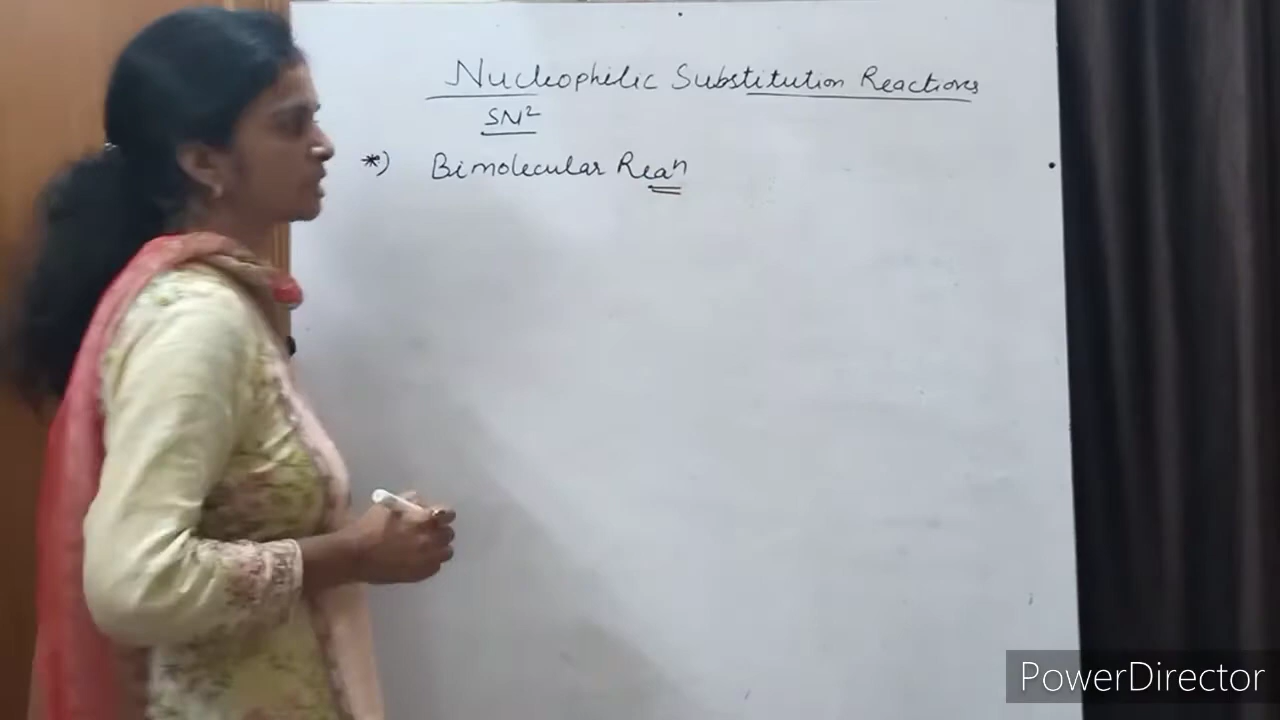 Nucleophilic Substitution Reactions
SN²
*) Bimolecular Reaⁿ
PowerDirector